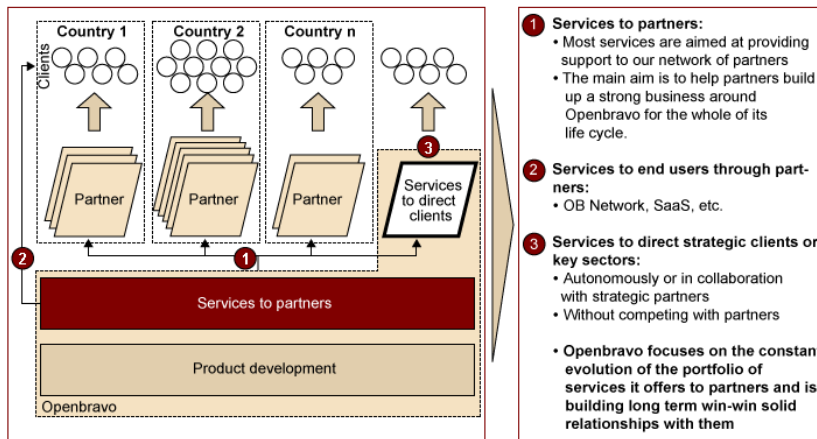 Country 1
Country 2
Country n
Clients
Partner
Partner
Partner
Services
to direct
clients
3
2
1
Services to partners
Product development
Openbravo
1 Services to partners:
• Most services are aimed at providing
support to our network of partners
• The main aim is to help partners build
up a strong business around
Openbravo for the whole of its
life cycle.
2 Services to end users through part-
ners:
• OB Network, SaaS, etc.
3 Services to direct strategic clients or
key sectors:
• Autonomously or in collaboration
with strategic partners
• Without competing with partners
• Openbravo focuses on the constan
evolution of the portfolio of
services it offers to partners and is
building long term win-win solid
relationships with them